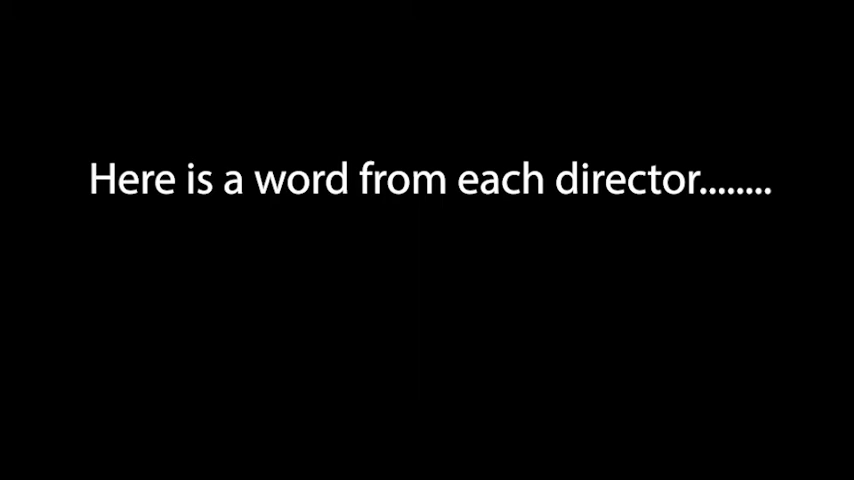 Here is a word from each director........